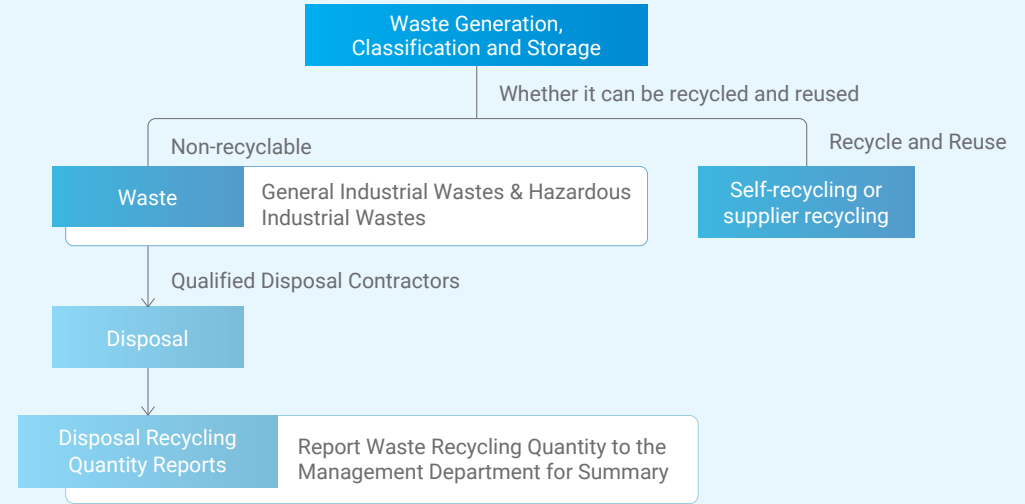 Waste Generation,
Classification and Storage
Whether it can be recycled and reused
Non-recyclable
Recycle and Reuse
Waste
General Industrial Wastes & Hazardous
Industrial Wastes
Self-recycling or
supplier recycling
Qualified Disposal Contractors
Disposal
Disposal Recycling
Quantity Reports
Report Waste Recycling Quantity to the
Management Department for Summary